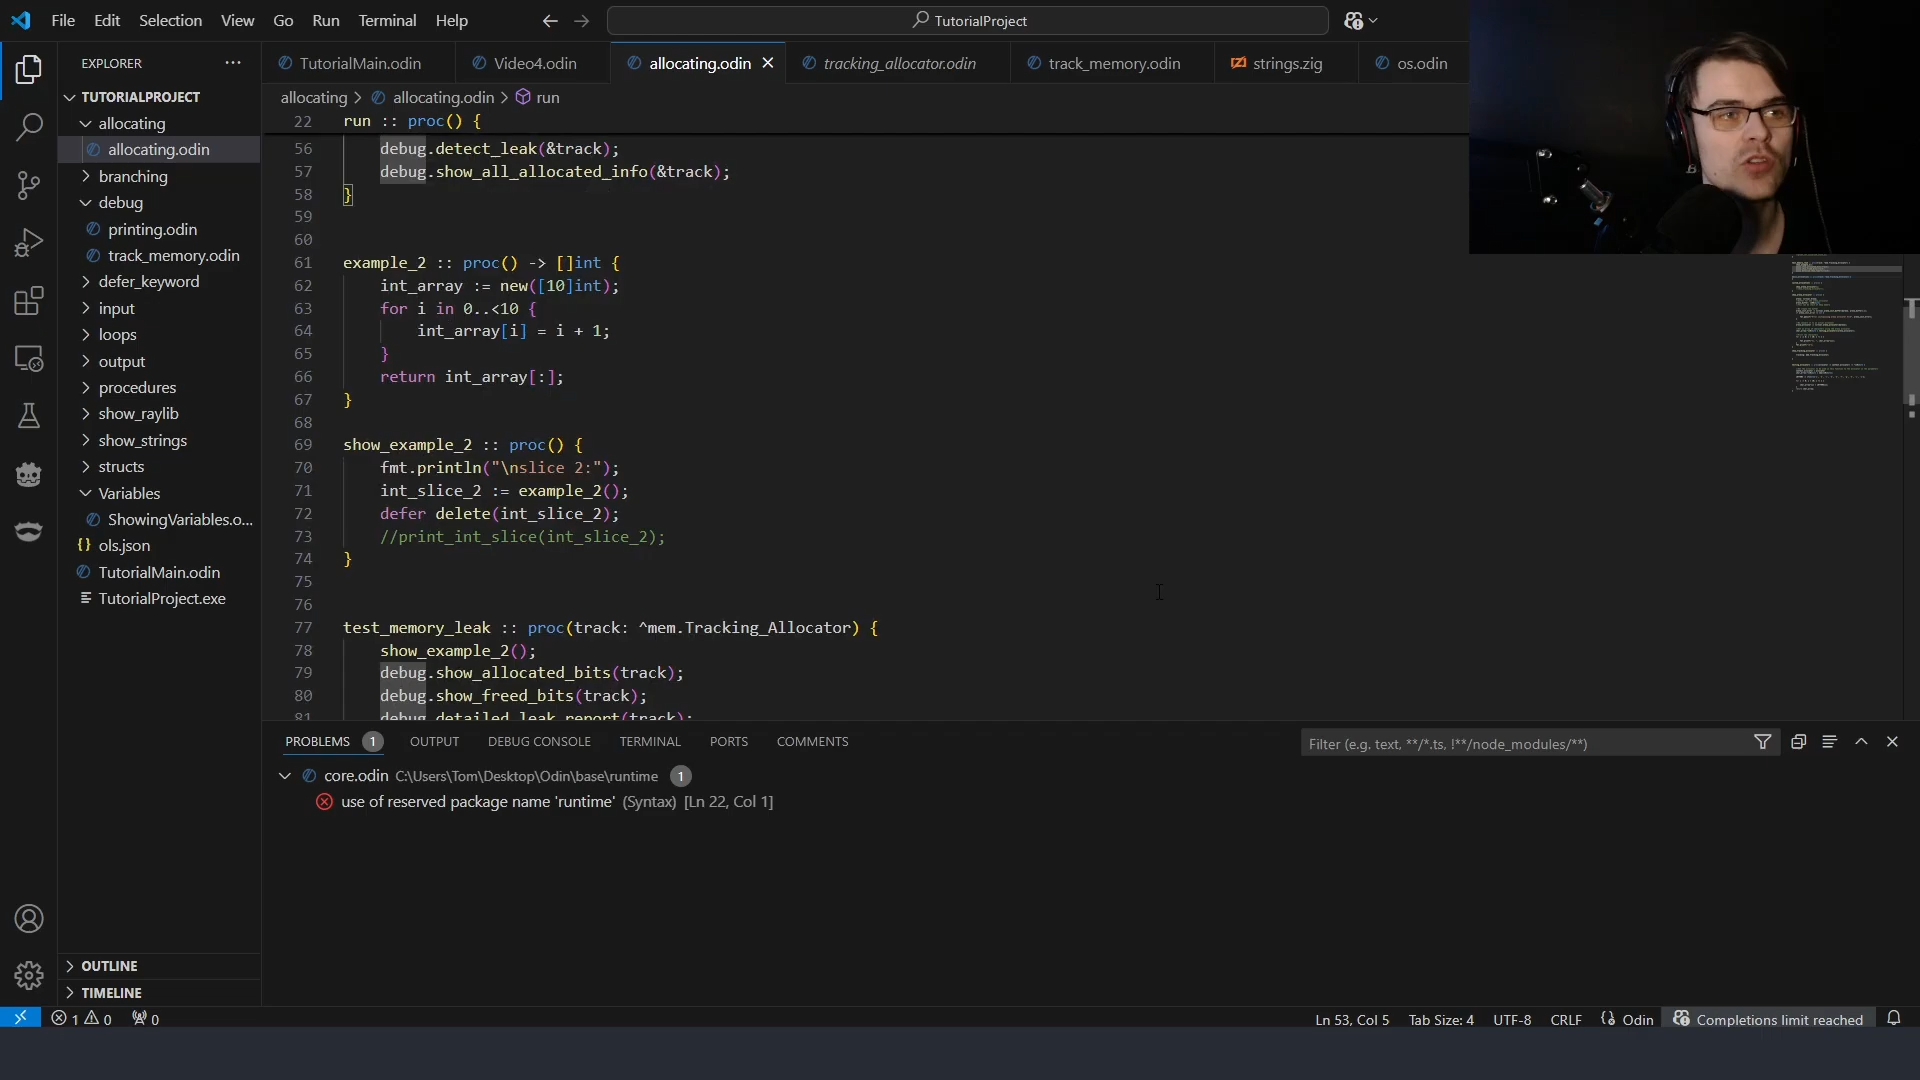 File Edit Selection View Go Run Terminal Help
TutorialProject
EXPLORER
TutorialMain.odin
Video4.odin
allocating.odin
tracking_allocator.odin
track_memory.odin
strings.zig
os.odin
TUTORIALPROJECT
allocating
allocating.odin
branching
debug
printing.odin
track_memory.odin
defer_keyword
input
loops
output
procedures
show_raylib
show_strings
structs
Variables
ShowingVariables.o...
ols.json
TutorialMain.odin
TutorialProject.exe
OUTLINE
TIMELINE
allocating > allocating.odin > run
22 run :: proc() {
56 debug.detect_leak(&track);
57 debug.show_all_allocated_info(&track);
58 }
59
60
61 example_2 :: proc() -> []int {
62 int_array := new([10]int);
63 for i in 0..<10 {
64 int_array[i] = i + 1;
65 }
66 return int_array[:];
67 }
68
69 show_example_2 :: proc() {
70 fmt.println("\nslice 2:");
71 int_slice_2 := example_2();
72 defer delete(int_slice_2);
73 //print_int_slice(int_slice_2);
74 }
75
76
77 test_memory_leak :: proc(track: ^mem.Tracking_Allocator) {
78 show_example_2();
79 debug.show_allocated_bits(track);
80 debug.show_freed_bits(track);
81 debug.detailed_leak_report(track);
PROBLEMS 1 OUTPUT DEBUG CONSOLE TERMINAL PORTS COMMENTS
Filter (e.g. text, **/*.ts, !**/node_modules/**)
core.odin C:\Users\Tom\Desktop\Odin\base\runtime 1
use of reserved package name 'runtime' (Syntax) [Ln 22, Col 1]
1 0 0
Ln 53, Col 5 Tab Size: 4 UTF-8 CRLF Odin Completions limit reached